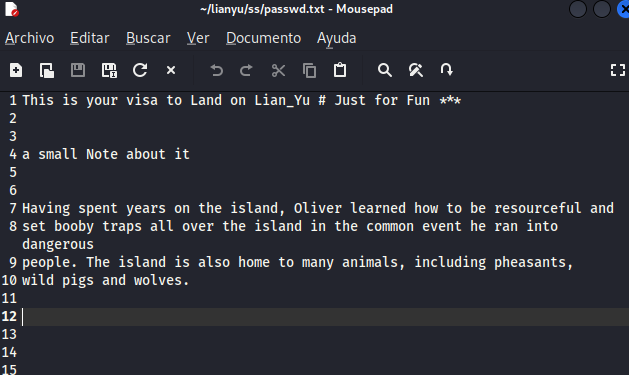 ~/lianyu/ss/passwd.txt - Mousepad
Archivo Editar Buscar Ver Documento Ayuda
1 This is your visa to Land on Lian_Yu # Just for Fun ***
2
3
4 a small Note about it
5
6
7 Having spent years on the island, Oliver learned how to be resourceful and
8 set booby traps all over the island in the common event he ran into
dangerous
9 people. The island is also home to many animals, including pheasants,
10 wild pigs and wolves.
11
12
13
14
15